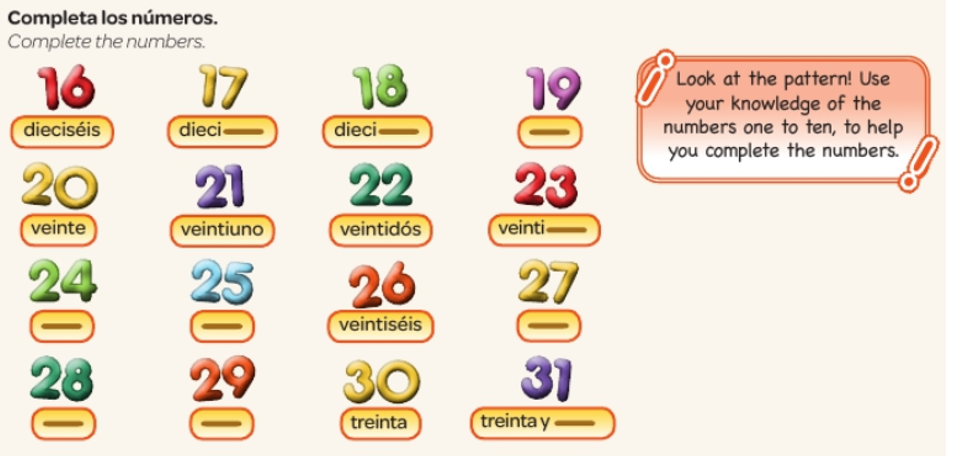 Completa los números.
Complete the numbers.
16 17 18 19
dieciséis dieci dieci
20 21 22 23
veinte veintiuno veintidós veinti
24 25 26 27
veintiséis
28 29 30 31
treinta treinta y
Look at the pattern! Use
your knowledge of the
numbers one to ten, to help
you complete the numbers.